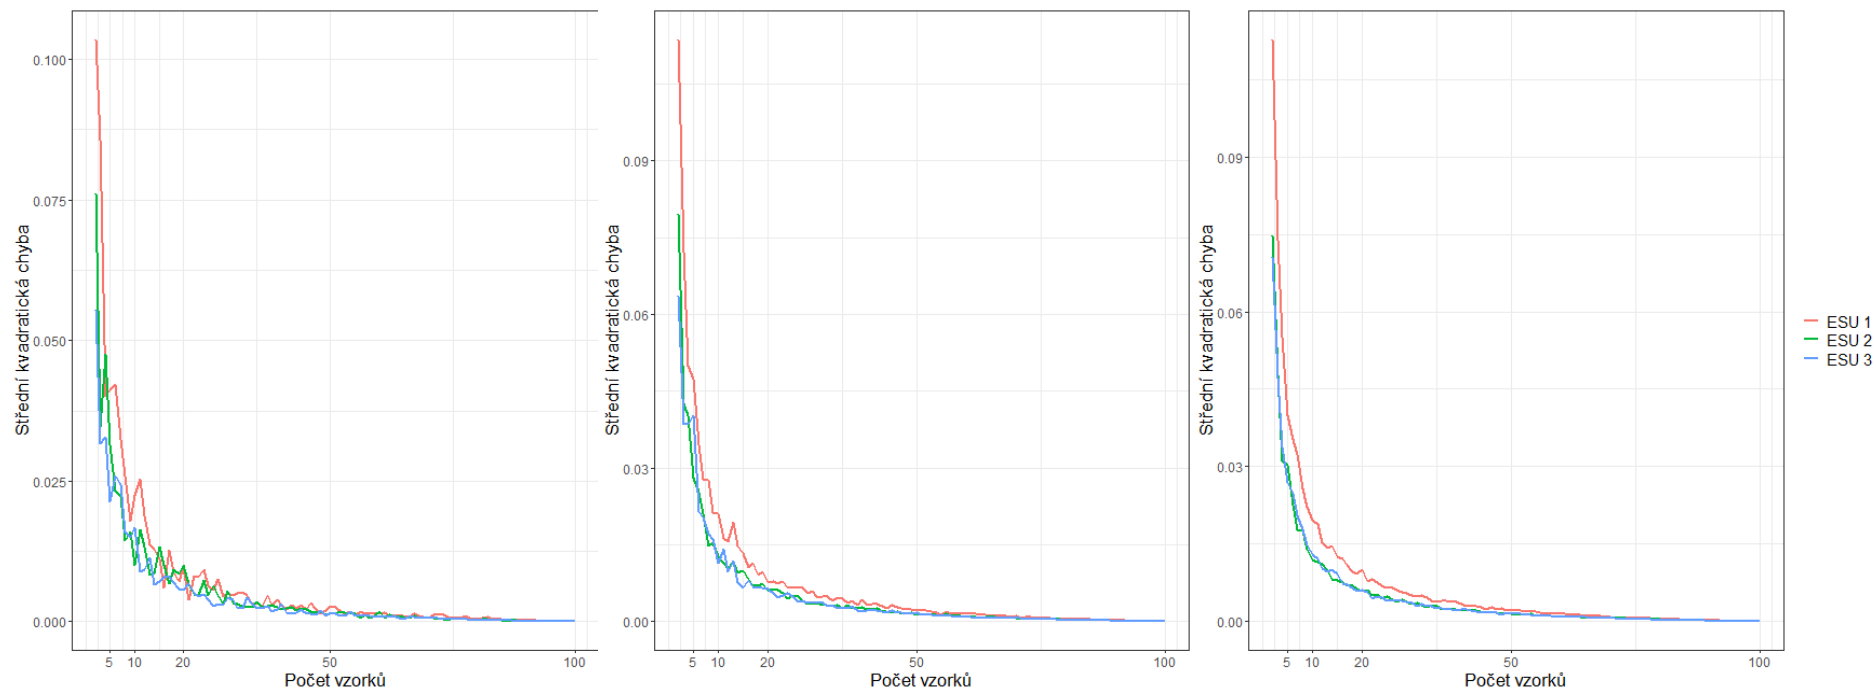 0.100
0.075
0.050
0.025
0.000
Střední kvadratická chyba
5 10 20 50 100
Počet vzorků
0.09
0.06
0.03
0.00
Střední kvadratická chyba
5 10 20 50 100
Počet vzorků
0.09
0.06
0.03
0.00
Střední kvadratická chyba
5 10 20 50 100
Počet vzorků
ESU 1
ESU 2
ESU 3